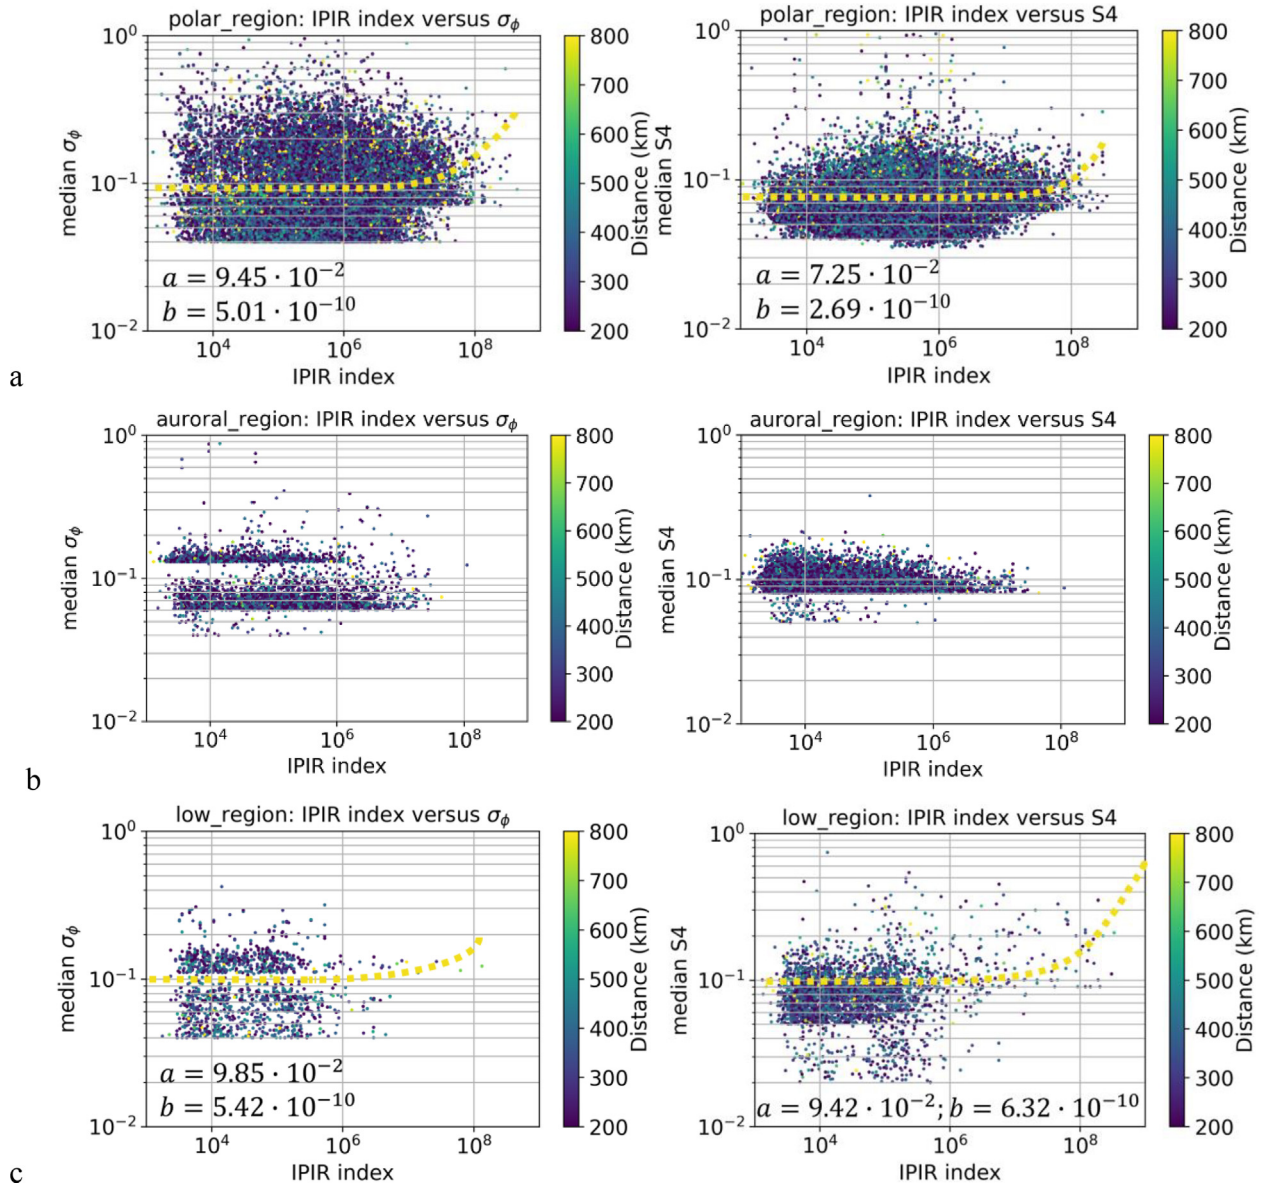 polar_region: IPIR index versus σ_ϕ
10⁰
10⁻¹
10⁻²
median σ_ϕ
a = 9.45 · 10⁻²
b = 5.01 · 10⁻¹⁰
10⁴ 10⁶ 10⁸
IPIR index
800
700
600
500
400
300
200
Distance (km)
polar_region: IPIR index versus S4
10⁰
10⁻¹
10⁻²
median S4
a = 7.25 · 10⁻²
b = 2.69 · 10⁻¹⁰
10⁴ 10⁶ 10⁸
IPIR index
800
700
600
500
400
300
200
Distance (km)
a
auroral_region: IPIR index versus σ_ϕ
10⁰
10⁻¹
10⁻²
median σ_ϕ
10⁴ 10⁶ 10⁸
IPIR index
800
700
600
500
400
300
200
Distance (km)
auroral_region: IPIR index versus S4
10⁰
10⁻¹
10⁻²
median S4
10⁴ 10⁶ 10⁸
IPIR index
800
700
600
500
400
300
200
Distance (km)
b
low_region: IPIR index versus σ_ϕ
10⁰
10⁻¹
10⁻²
median σ_ϕ
a = 9.85 · 10⁻²
b = 5.42 · 10⁻¹⁰
10⁴ 10⁶ 10⁸
IPIR index
800
700
600
500
400
300
200
Distance (km)
low_region: IPIR index versus S4
10⁰
10⁻¹
10⁻²
median S4
a = 9.42 · 10⁻²; b = 6.32 · 10⁻¹⁰
10⁴ 10⁶ 10⁸
IPIR index
800
700
600
500
400
300
200
Distance (km)
c